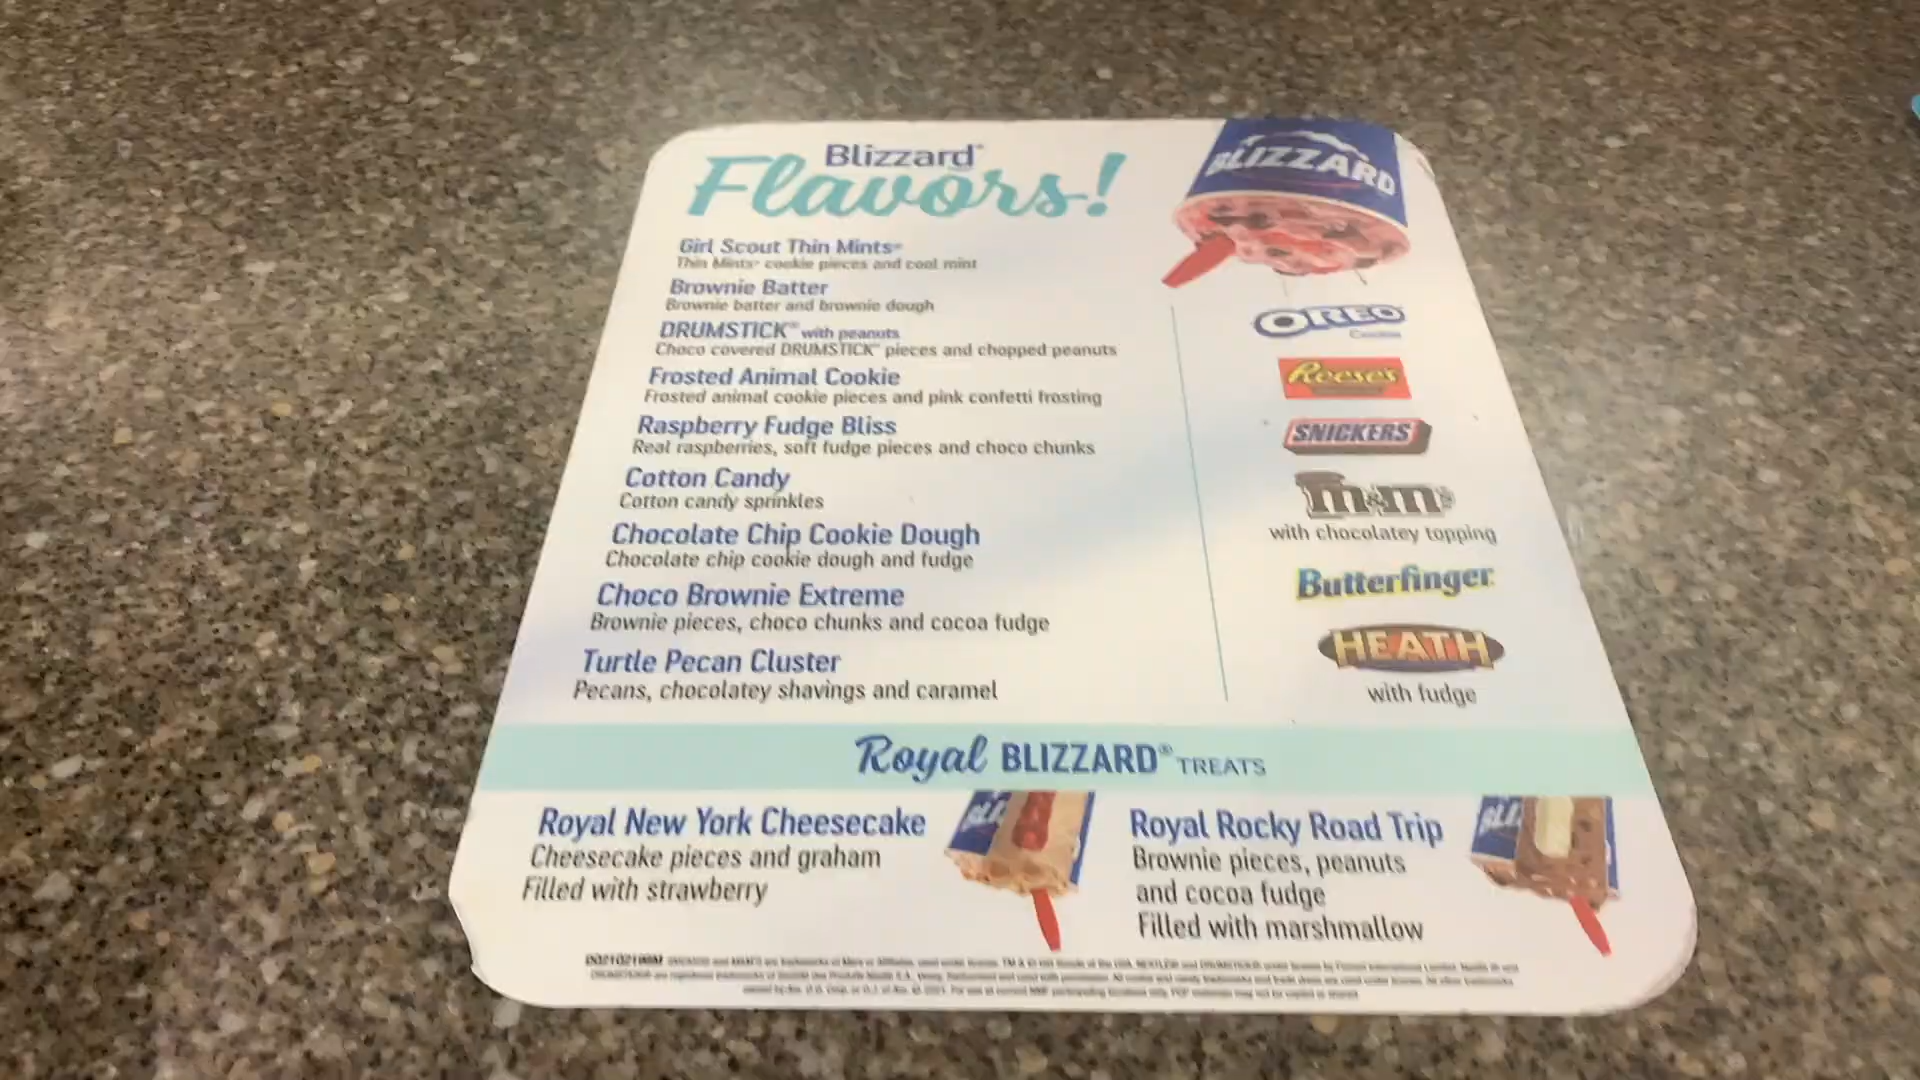 Blizzard®
Flavors!
BLIZZARD
Girl Scout Thin Mints®
Thin Mints® cookie pieces and cool mint
Brownie Batter
Brownie batter and brownie dough
DRUMSTICK® with peanuts
Choco covered DRUMSTICK® pieces and chopped peanuts
Frosted Animal Cookie
Frosted animal cookie pieces and pink confetti frosting
Raspberry Fudge Bliss
Real raspberries, soft fudge pieces and choco chunks
Cotton Candy
Cotton candy sprinkles
Chocolate Chip Cookie Dough
Chocolate chip cookie dough and fudge
Choco Brownie Extreme
Brownie pieces, choco chunks and cocoa fudge
Turtle Pecan Cluster
Pecans, chocolatey shavings and caramel
OREO
Cookies
Reese's
SNICKERS
m&m's
with chocolatey topping
Butterfinger
HEATH
with fudge
Royal BLIZZARD® TREATS
Royal New York Cheesecake
Cheesecake pieces and graham
Filled with strawberry
BLI
Royal Rocky Road Trip
Brownie pieces, peanuts
and cocoa fudge
Filled with marshmallow
BLI